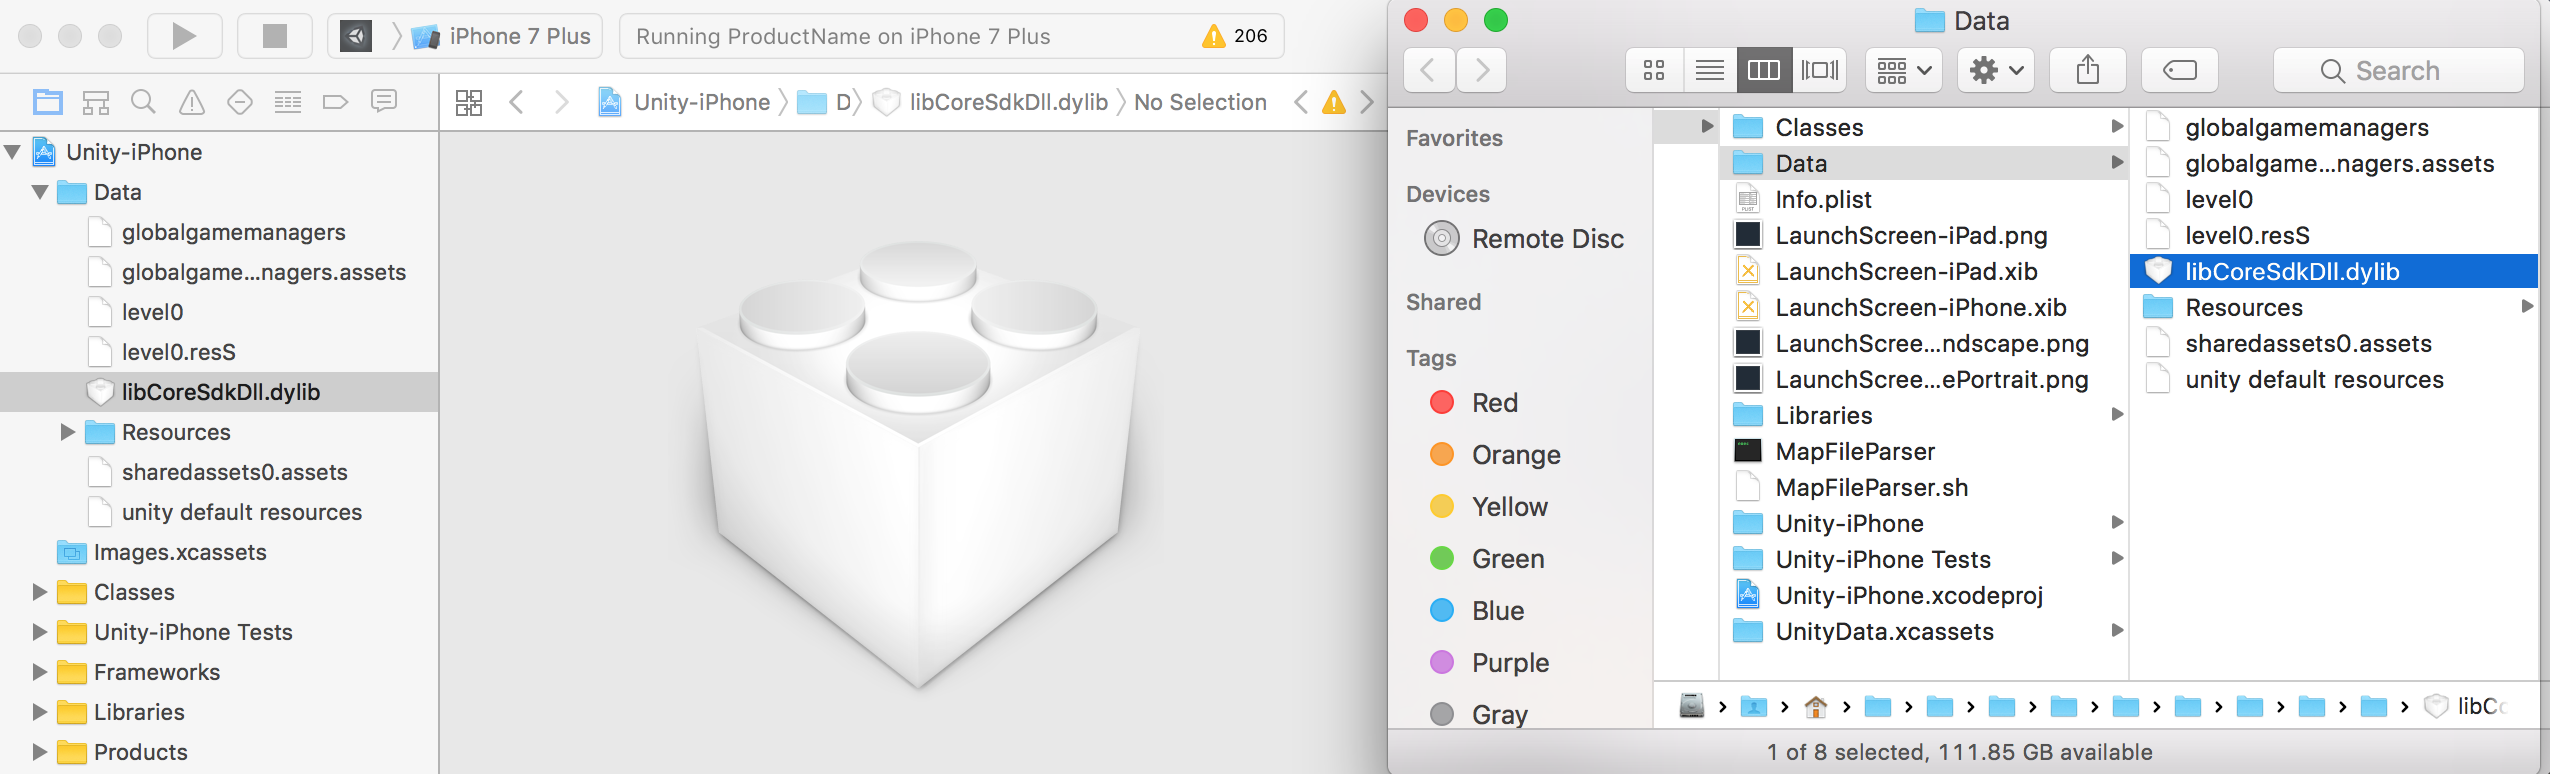 iPhone 7 Plus
Running ProductName on iPhone 7 Plus
206
Unity-iPhone
D
libCoreSdkDll.dylib
No Selection
Unity-iPhone
Data
globalgamemanagers
globalgame...nagers.assets
level0
level0.resS
libCoreSdkDll.dylib
Resources
sharedassets0.assets
unity default resources
Images.xcassets
Classes
Unity-iPhone Tests
Frameworks
Libraries
Products
Data
Search
Favorites
Devices
Remote Disc
Shared
Tags
Red
Orange
Yellow
Green
Blue
Purple
Gray
Classes
Data
Info.plist
LaunchScreen-iPad.png
LaunchScreen-iPad.xib
LaunchScreen-iPhone.xib
LaunchScree...ndscape.png
LaunchScree...ePortrait.png
Libraries
MapFileParser
MapFileParser.sh
Unity-iPhone
Unity-iPhone Tests
Unity-iPhone.xcodeproj
UnityData.xcassets
globalgamemanagers
globalgame...nagers.assets
level0
level0.resS
libCoreSdkDll.dylib
Resources
sharedassets0.assets
unity default resources
libC
1 of 8 selected, 111.85 GB available